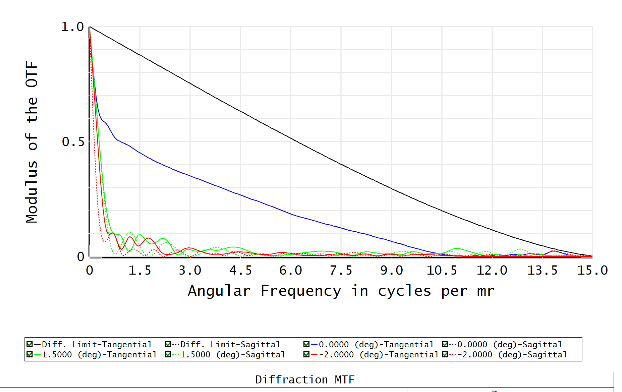 Modulus of the OTF
1.0
0.5
0
0 1.5 3.0 4.5 6.0 7.5 9.0 10.5 12.0 13.5 15.0
Angular Frequency in cycles per mr
Diff. Limit-Tangential Diff. Limit-Sagittal 0.0000 (deg)-Tangential 0.0000 (deg)-Sagittal
1.5000 (deg)-Tangential 1.5000 (deg)-Sagittal -2.0000 (deg)-Tangential -2.0000 (deg)-Sagittal
Diffraction MTF